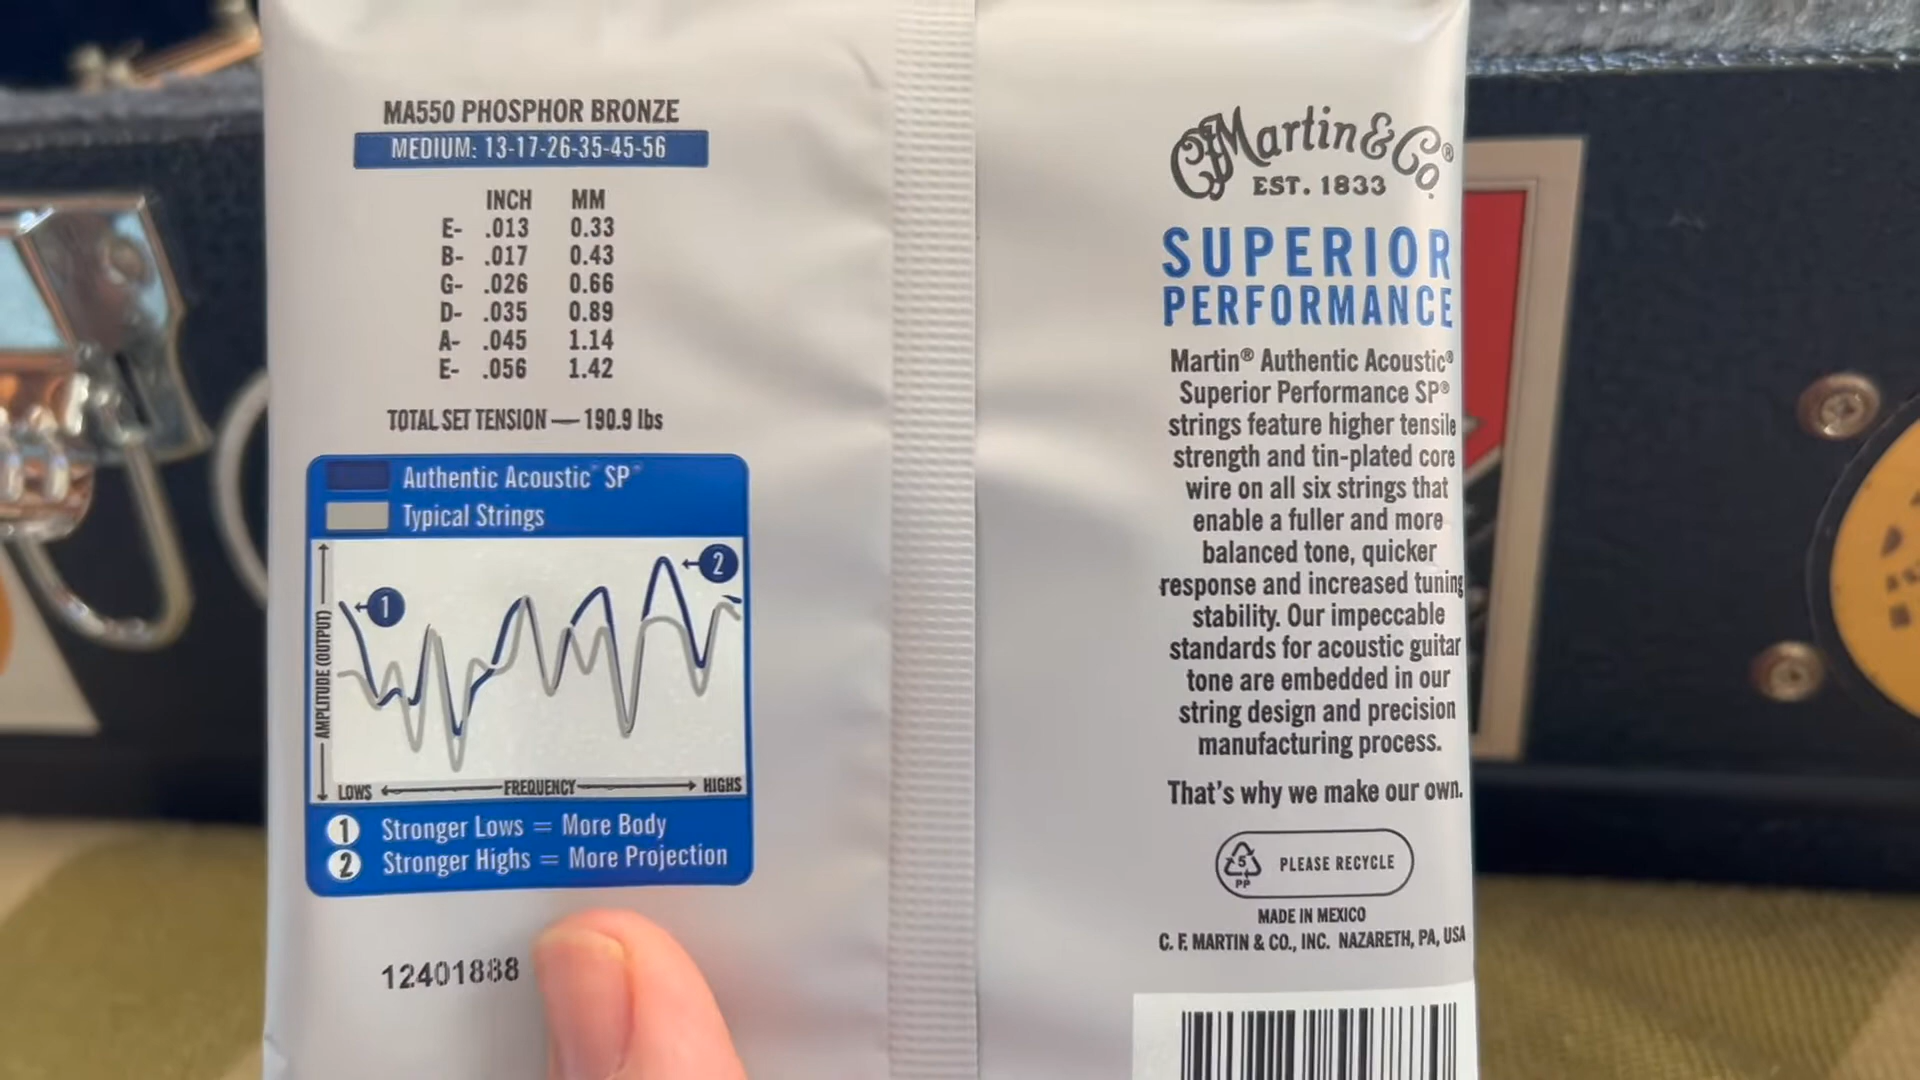 MA550 PHOSPHOR BRONZE
MEDIUM: 13-17-26-35-45-56
INCH MM
E- .013 0.33
B- .017 0.43
G- .026 0.66
D- .035 0.89
A- .045 1.14
E- .056 1.42
TOTAL SET TENSION — 190.9 lbs
Authentic Acoustic™ SP®
Typical Strings
AMPLITUDE (OUTPUT)
1
2
LOWS FREQUENCY HIGHS
1 Stronger Lows = More Body
2 Stronger Highs = More Projection
12401888
CFMartin&Co.®
EST. 1833
SUPERIOR
PERFORMANCE
Martin® Authentic Acoustic®
Superior Performance SP®
strings feature higher tensile
strength and tin-plated core
wire on all six strings that
enable a fuller and more
balanced tone, quicker
response and increased tuning
stability. Our impeccable
standards for acoustic guitar
tone are embedded in our
string design and precision
manufacturing process.
That's why we make our own.
5
PP
PLEASE RECYCLE
MADE IN MEXICO
C. F. MARTIN & CO., INC. NAZARETH, PA, USA